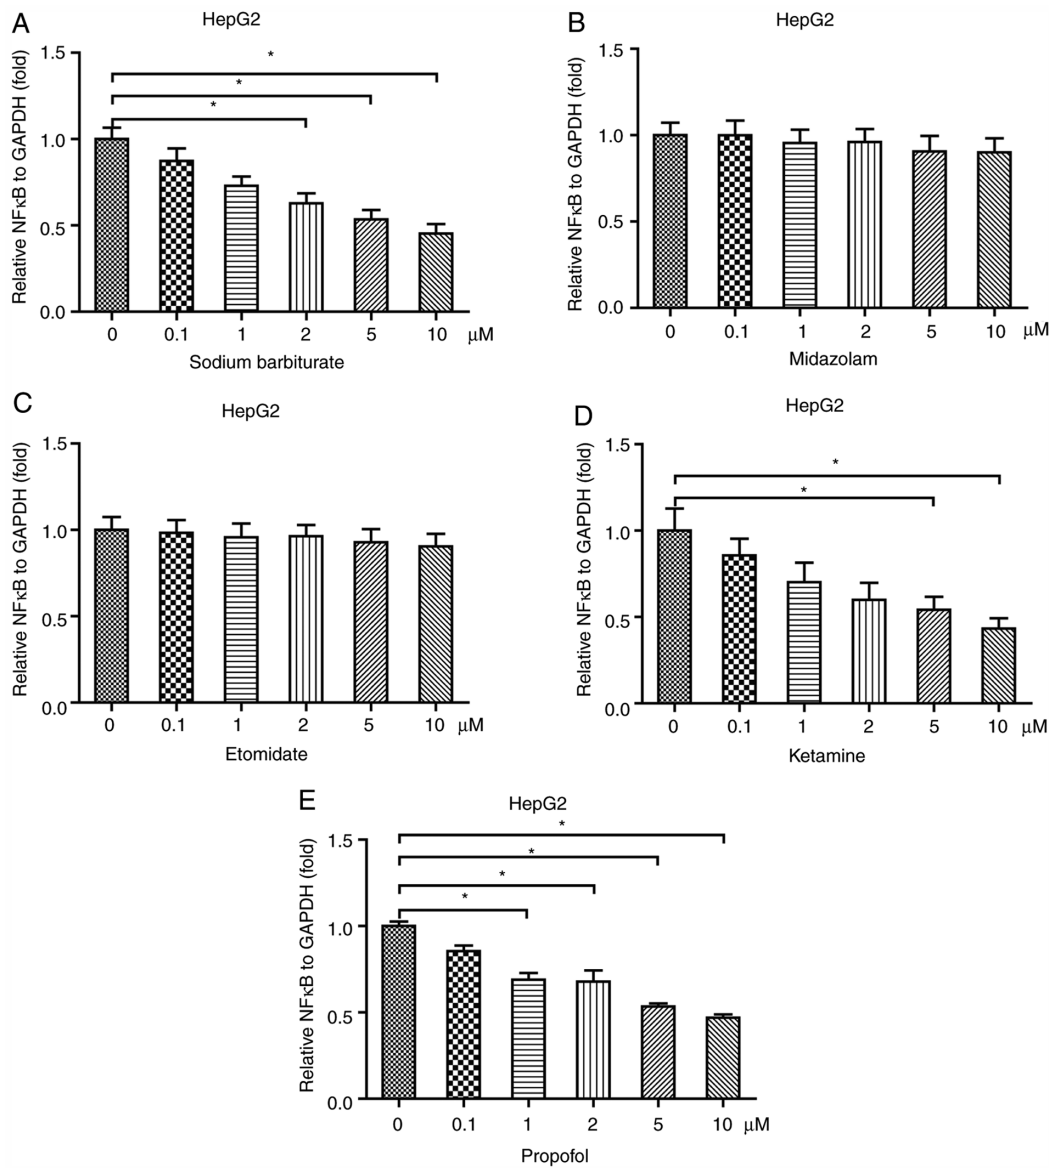 A
HepG2
Relative NFκB to GAPDH (fold)
1.5
1.0
0.5
0.0
*
*
*
0 0.1 1 2 5 10 μM
Sodium barbiturate
B
HepG2
Relative NFκB to GAPDH (fold)
1.5
1.0
0.5
0.0
0 0.1 1 2 5 10 μM
Midazolam
C
HepG2
Relative NFκB to GAPDH (fold)
1.5
1.0
0.5
0.0
0 0.1 1 2 5 10 μM
Etomidate
D
HepG2
Relative NFκB to GAPDH (fold)
1.5
1.0
0.5
0.0
*
*
0 0.1 1 2 5 10 μM
Ketamine
E
HepG2
Relative NFκB to GAPDH (fold)
1.5
1.0
0.5
0.0
*
*
*
*
0 0.1 1 2 5 10 μM
Propofol